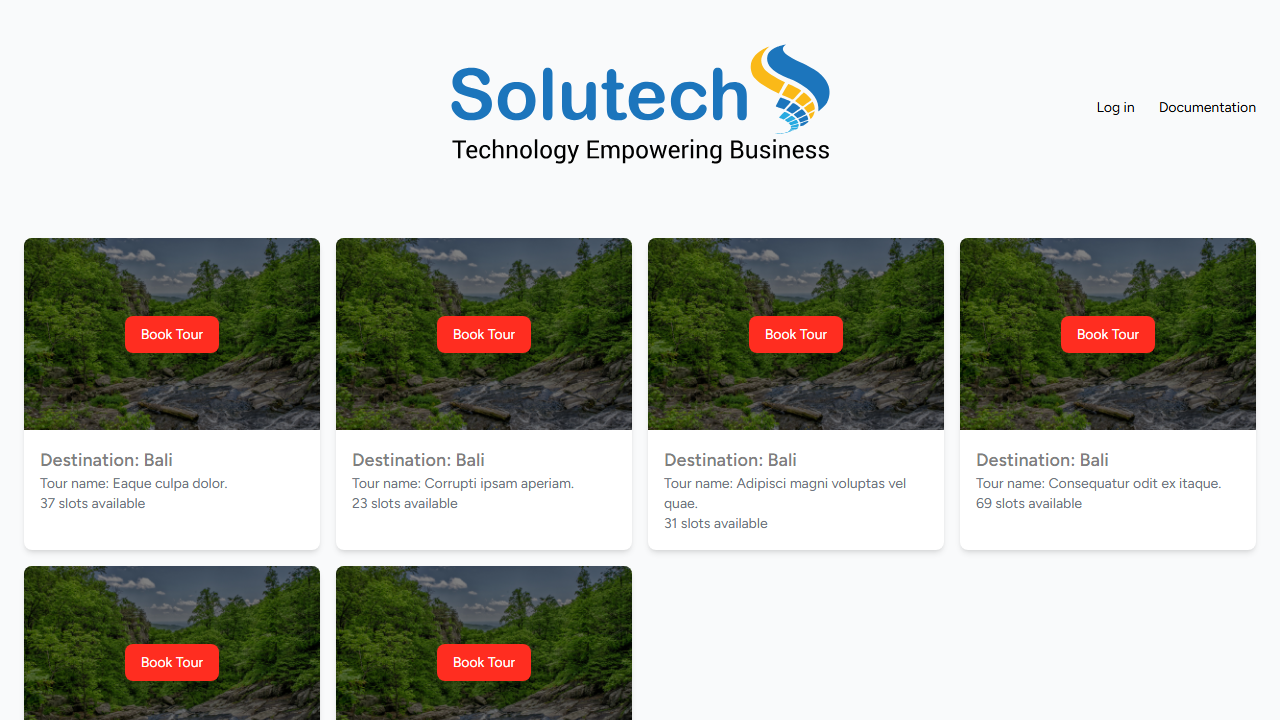 Solutech
Technology Empowering Business
Log in
Documentation
Book Tour
Book Tour
Book Tour
Book Tour
Destination: Bali
Tour name: Eaque culpa dolor.
37 slots available
Destination: Bali
Tour name: Corrupti ipsam aperiam.
23 slots available
Destination: Bali
Tour name: Adipisci magni voluptas vel
quae.
31 slots available
Destination: Bali
Tour name: Consequatur odit ex itaque.
69 slots available
Book Tour
Book Tour